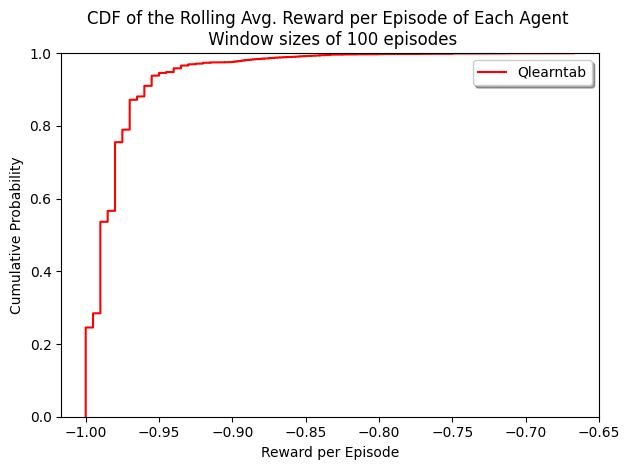 CDF of the Rolling Avg. Reward per Episode of Each Agent
Window sizes of 100 episodes
Qlearntab
Cumulative Probability
1.0
0.8
0.6
0.4
0.2
0.0
−1.00 −0.95 −0.90 −0.85 −0.80 −0.75 −0.70 −0.65
Reward per Episode